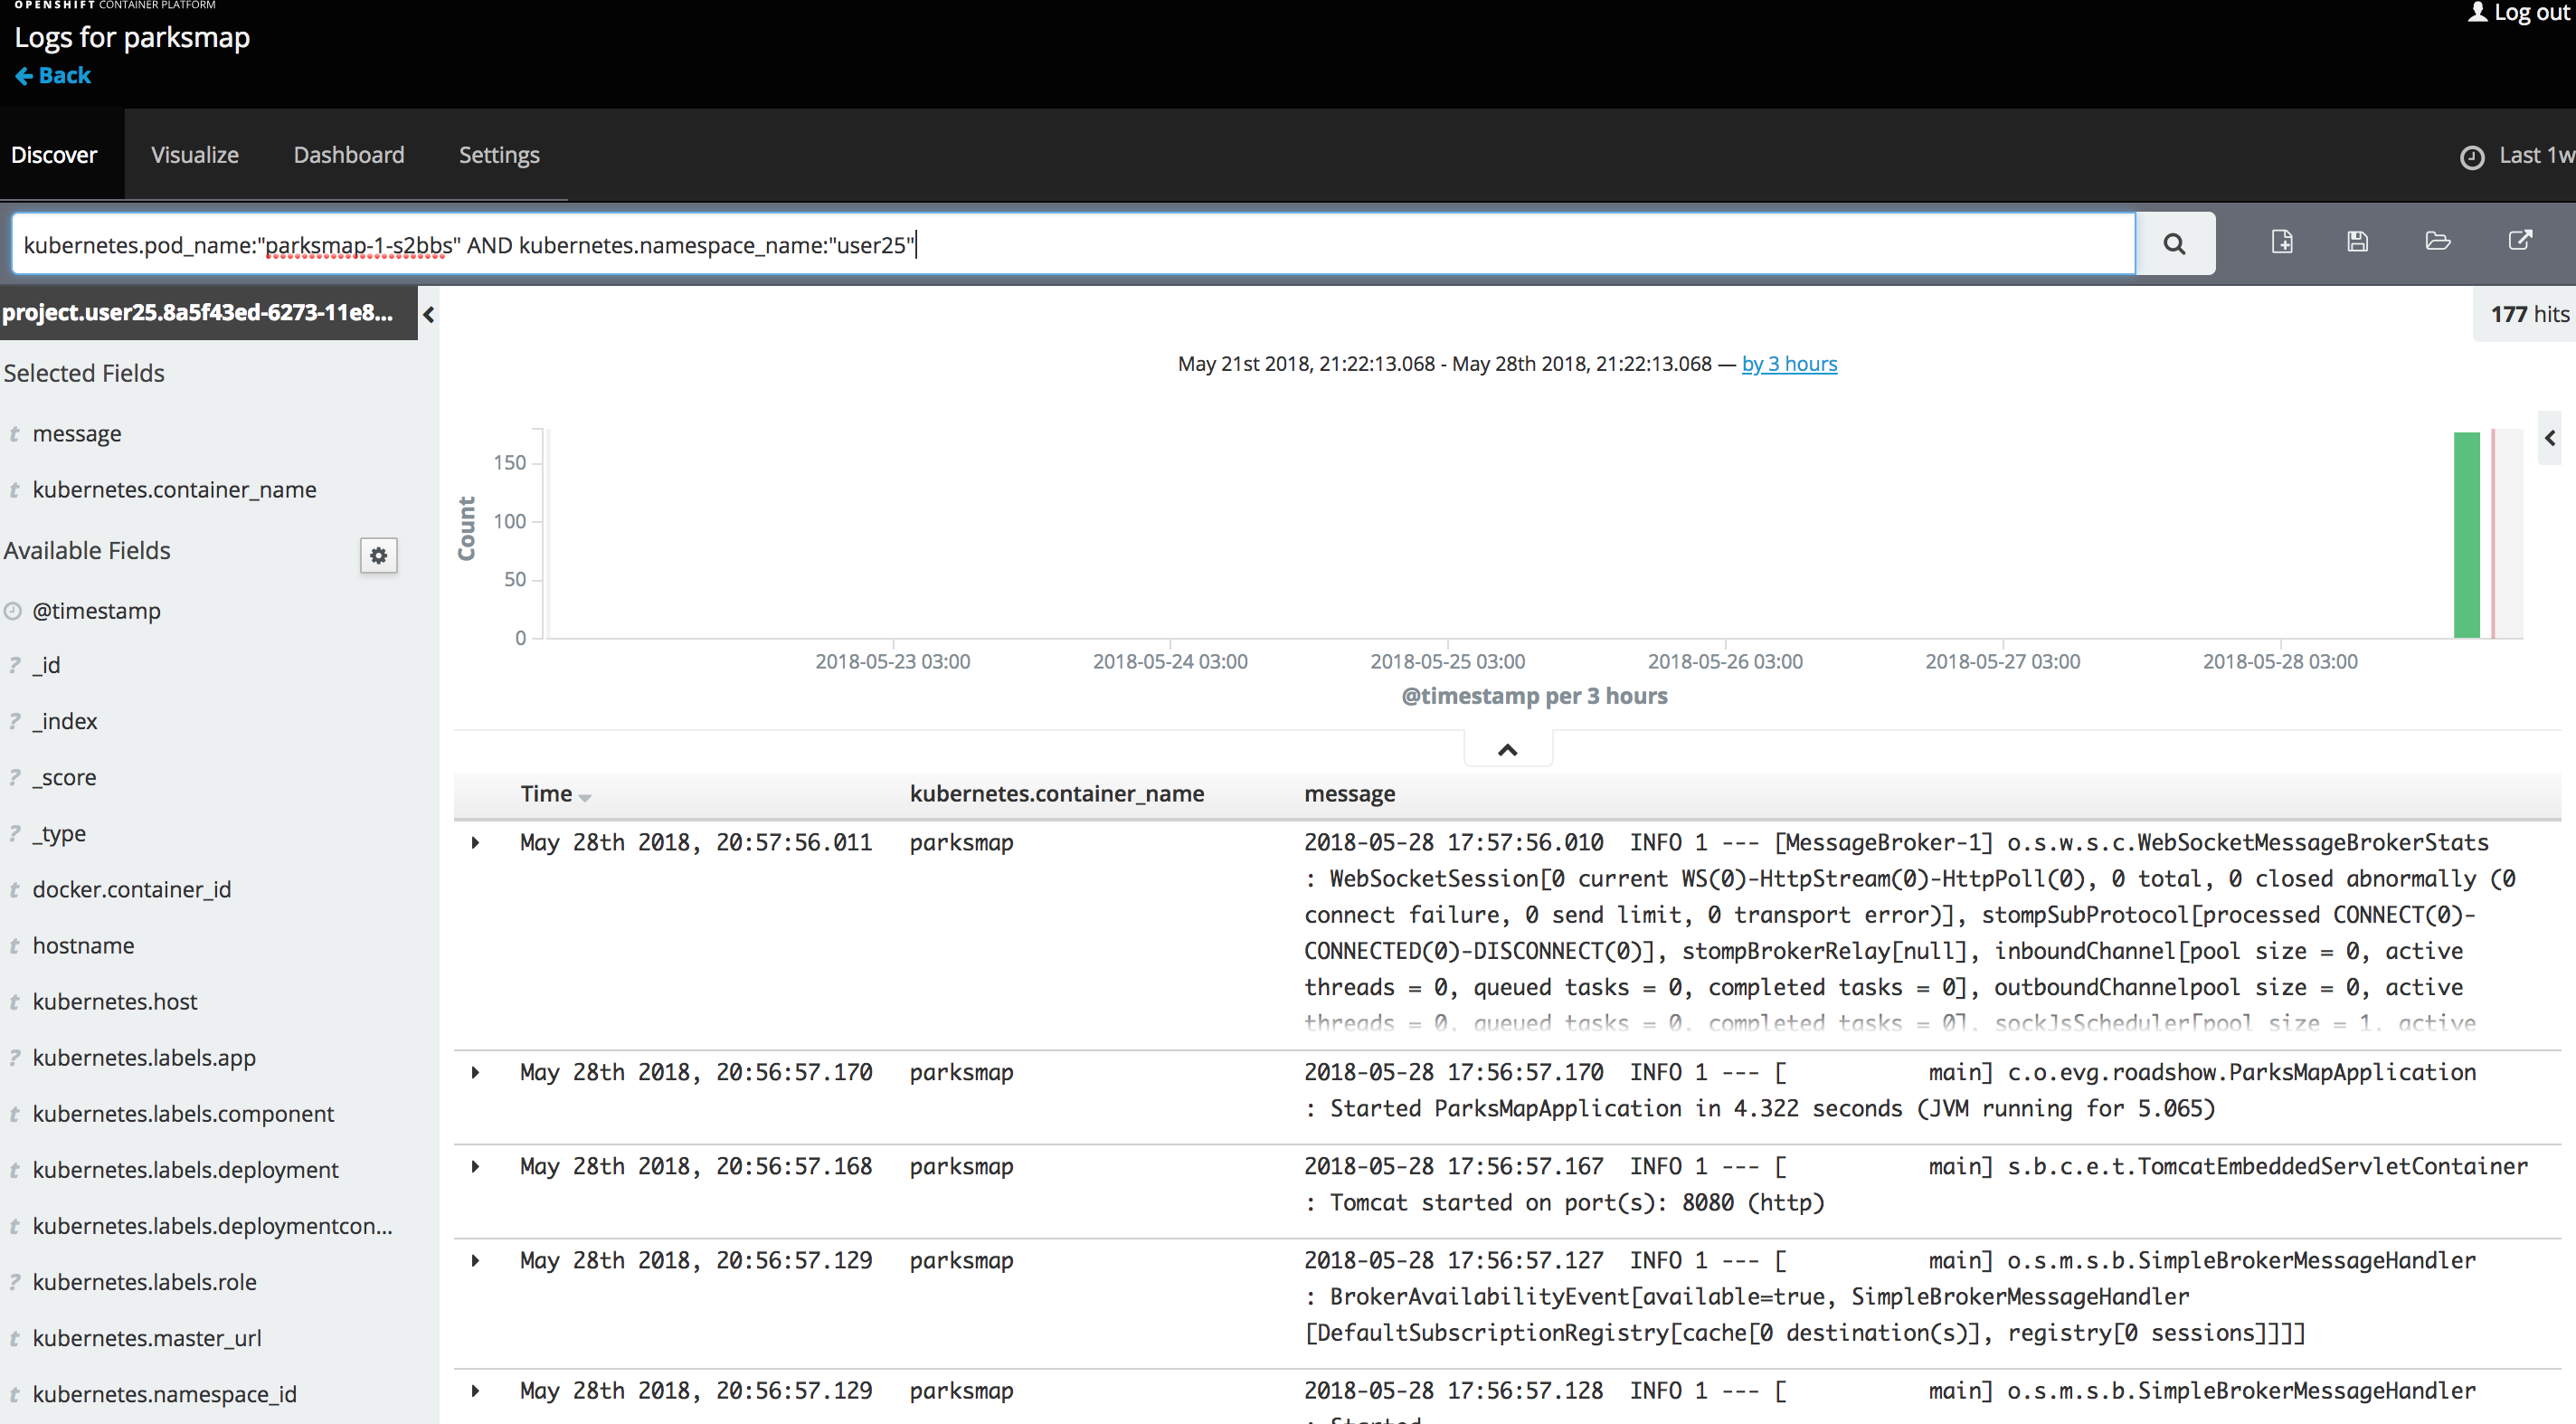 OPENSHIFT CONTAINER PLATFORM
Logs for parksmap
Back
Log out
Discover
Visualize
Dashboard
Settings
Last 1w
kubernetes.pod_name:"parksmap-1-s2bbs" AND kubernetes.namespace_name:"user25"
project.user25.8a5f43ed-6273-11e8...
177 hits
Selected Fields
t message
t kubernetes.container_name
Available Fields
@timestamp
? _id
? _index
? _score
? _type
t docker.container_id
t hostname
t kubernetes.host
? kubernetes.labels.app
t kubernetes.labels.component
t kubernetes.labels.deployment
t kubernetes.labels.deploymentcon...
? kubernetes.labels.role
t kubernetes.master_url
t kubernetes.namespace_id
May 21st 2018, 21:22:13.068 - May 28th 2018, 21:22:13.068 — by 3 hours
Count
150
100
50
0
2018-05-23 03:00
2018-05-24 03:00
2018-05-25 03:00
2018-05-26 03:00
2018-05-27 03:00
2018-05-28 03:00
@timestamp per 3 hours
Time kubernetes.container_name message
May 28th 2018, 20:57:56.011 parksmap 2018-05-28 17:57:56.010 INFO 1 --- [MessageBroker-1] o.s.w.s.c.WebSocketMessageBrokerStats
: WebSocketSession[0 current WS(0)-HttpStream(0)-HttpPoll(0), 0 total, 0 closed abnormally (0
connect failure, 0 send limit, 0 transport error)], stompSubProtocol[processed CONNECT(0)-
CONNECTED(0)-DISCONNECT(0)], stompBrokerRelay[null], inboundChannel[pool size = 0, active
threads = 0, queued tasks = 0, completed tasks = 0], outboundChannelpool size = 0, active
threads = 0, queued tasks = 0, completed tasks = 0], sockJsScheduler[pool size = 1, active
May 28th 2018, 20:56:57.170 parksmap 2018-05-28 17:56:57.170 INFO 1 --- [ main] c.o.evg.roadshow.ParksMapApplication
: Started ParksMapApplication in 4.322 seconds (JVM running for 5.065)
May 28th 2018, 20:56:57.168 parksmap 2018-05-28 17:56:57.167 INFO 1 --- [ main] s.b.c.e.t.TomcatEmbeddedServletContainer
: Tomcat started on port(s): 8080 (http)
May 28th 2018, 20:56:57.129 parksmap 2018-05-28 17:56:57.127 INFO 1 --- [ main] o.s.m.s.b.SimpleBrokerMessageHandler
: BrokerAvailabilityEvent[available=true, SimpleBrokerMessageHandler
[DefaultSubscriptionRegistry[cache[0 destination(s)], registry[0 sessions]]]]
May 28th 2018, 20:56:57.129 parksmap 2018-05-28 17:56:57.128 INFO 1 --- [ main] o.s.m.s.b.SimpleBrokerMessageHandler
: Started